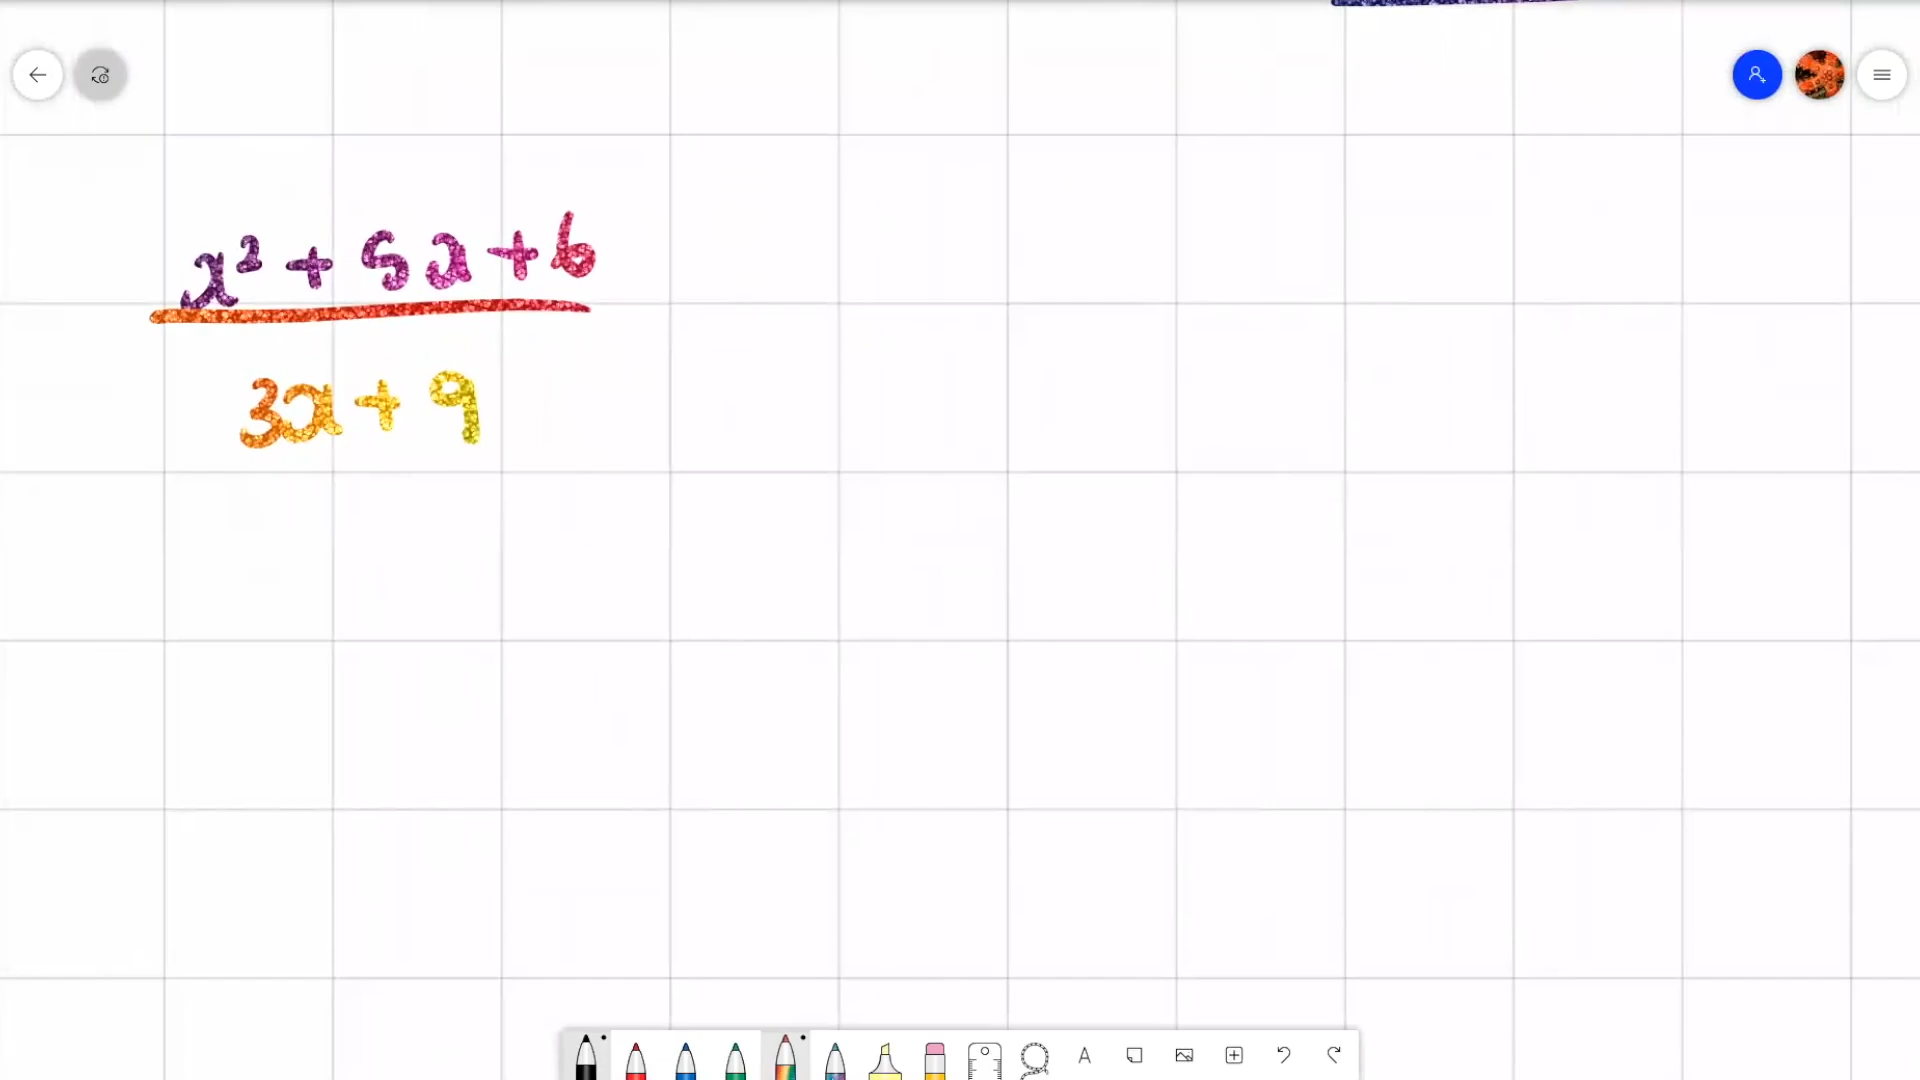 x² + 5x + 6
3x + 9
A